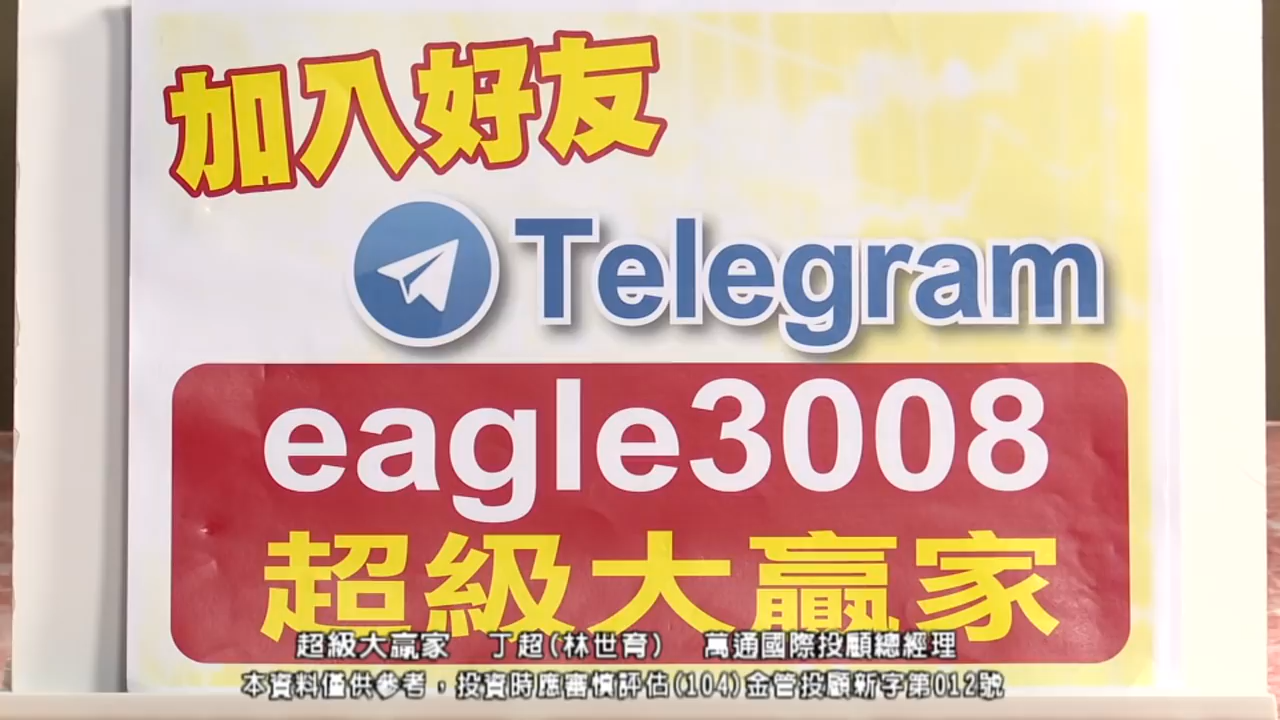 加入好友
Telegram
eagle3008
超級大贏家
超級大贏家 丁超(林世育) 萬通國際投顧總經理
本資料僅供參考，投資時應審慎評估(104)金管投顧新字第012號